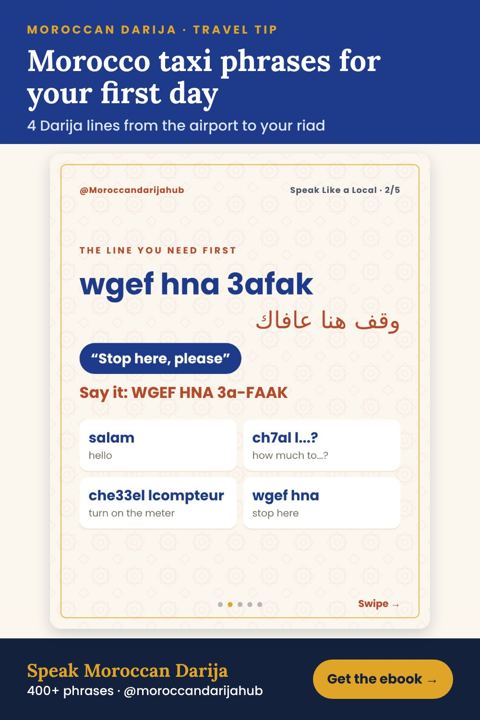 MOROCCAN DARIJA · TRAVEL TIP
Morocco taxi phrases for
your first day
4 Darija lines from the airport to your riad
@Moroccandarijahub
Speak Like a Local · 2/5
THE LINE YOU NEED FIRST
wgef hna 3afak
وقف هنا عافاك
“Stop here, please”
Say it: WGEF HNA 3a-FAAK
salam
hello
ch7al l...?
how much to...?
che33el lcompteur
turn on the meter
wgef hna
stop here
Swipe →
Speak Moroccan Darija
400+ phrases · @moroccandarijahub
Get the ebook →